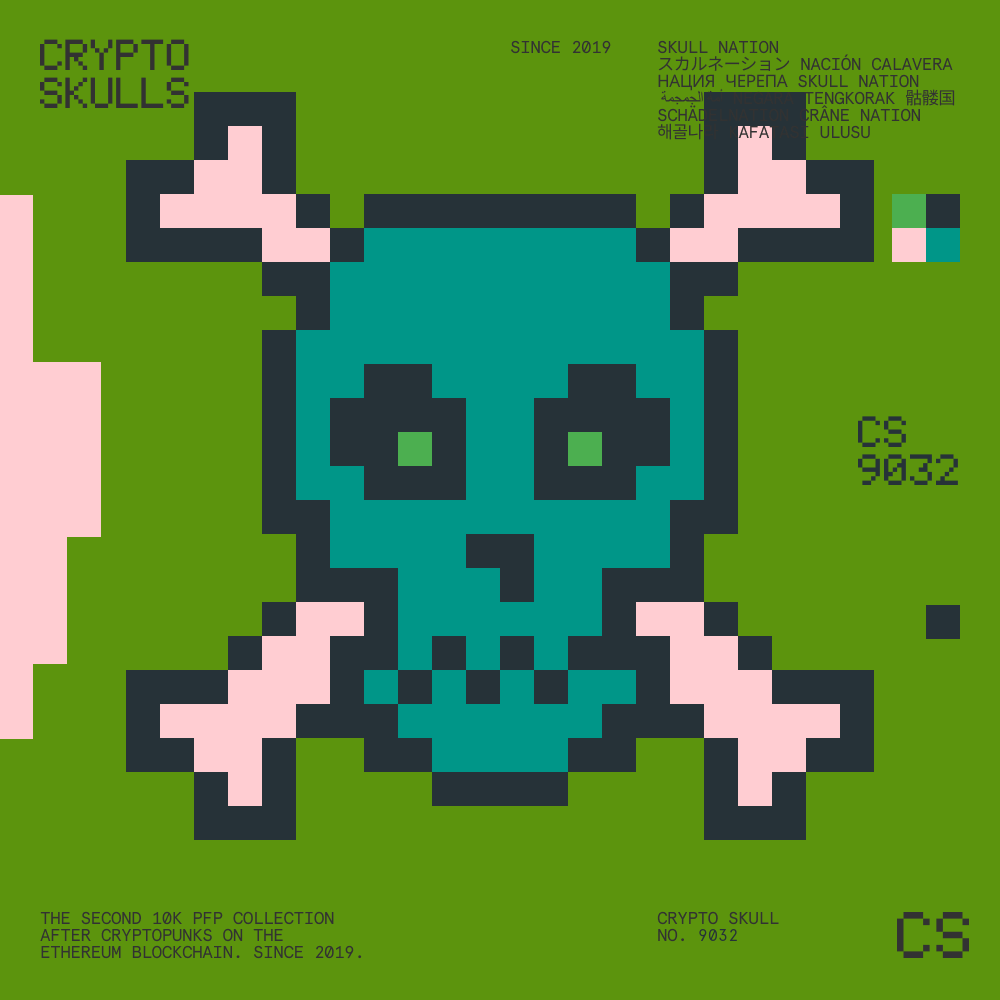 CRYPTO
SKULLS
SINCE 2019
SKULL NATION
スカルネーション NACIÓN CALAVERA
НАЦИЯ ЧЕРЕПА SKULL NATION
الجمجمة TENGKORAK 骷髅国
CRÂNE NATION
ULUSU
CS
9032
THE SECOND 10K PFP COLLECTION
AFTER CRYPTOPUNKS ON THE
ETHEREUM BLOCKCHAIN. SINCE 2019.
CRYPTO SKULL
NO. 9032
CS